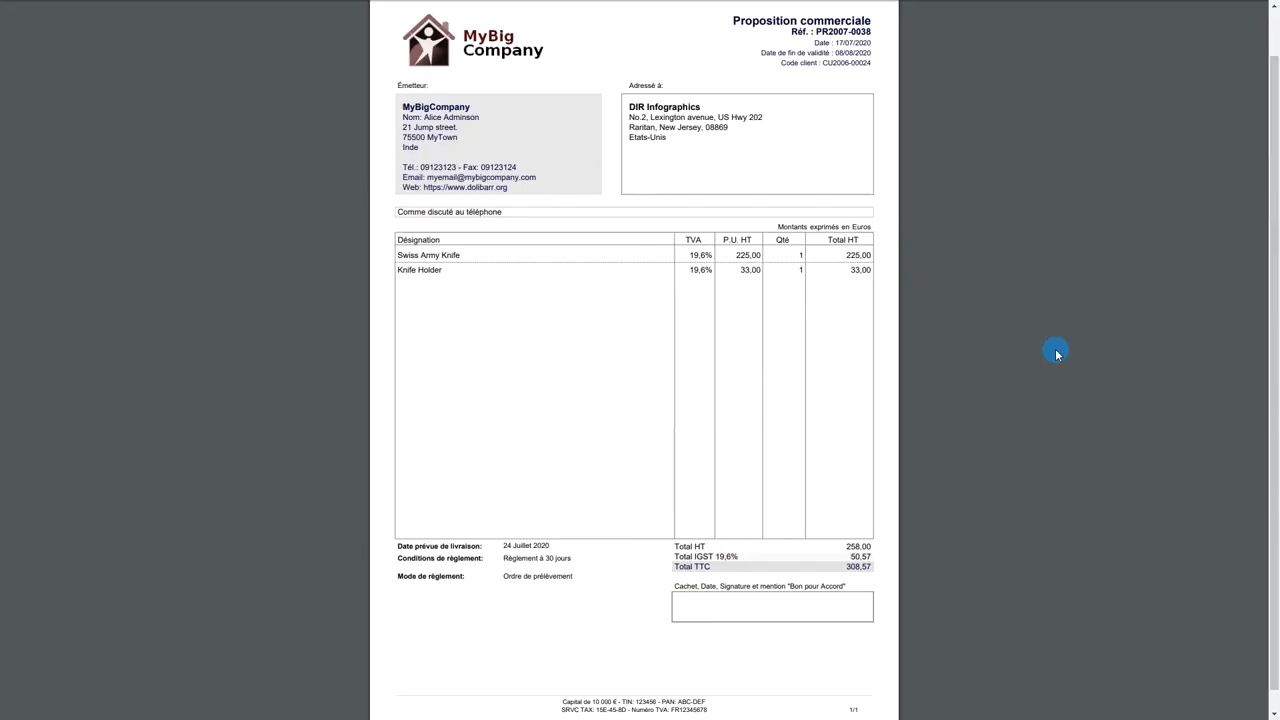 MyBig
Company
Proposition commerciale
Réf. : PR2007-0038
Date : 17/07/2020
Date de fin de validité : 08/08/2020
Code client : CU2006-00024
Émetteur:
MyBigCompany
Nom: Alice Adminson
21 Jump street.
75500 MyTown
Inde
Tél.: 09123123 - Fax: 09123124
Email: myemail@mybigcompany.com
Web: https://www.dolibarr.org
Adressé à:
DIR Infographics
No.2, Lexington avenue, US Hwy 202
Raritan, New Jersey, 08869
Etats-Unis
Comme discuté au téléphone
Montants exprimés en Euros
Désignation TVA P.U. HT Qté Total HT
Swiss Army Knife 19,6% 225,00 1 225,00
Knife Holder 19,6% 33,00 1 33,00
Date prévue de livraison: 24 Juillet 2020
Conditions de règlement: Règlement à 30 jours
Mode de règlement: Ordre de prélèvement
Total HT 258,00
Total IGST 19,6% 50,57
Total TTC 308,57
Cachet, Date, Signature et mention "Bon pour Accord"
Capital de 10 000 € - TIN: 123456 - PAN: ABC-DEF
SRVC TAX: 15E-45-8D - Numéro TVA: FR12345678
1/1